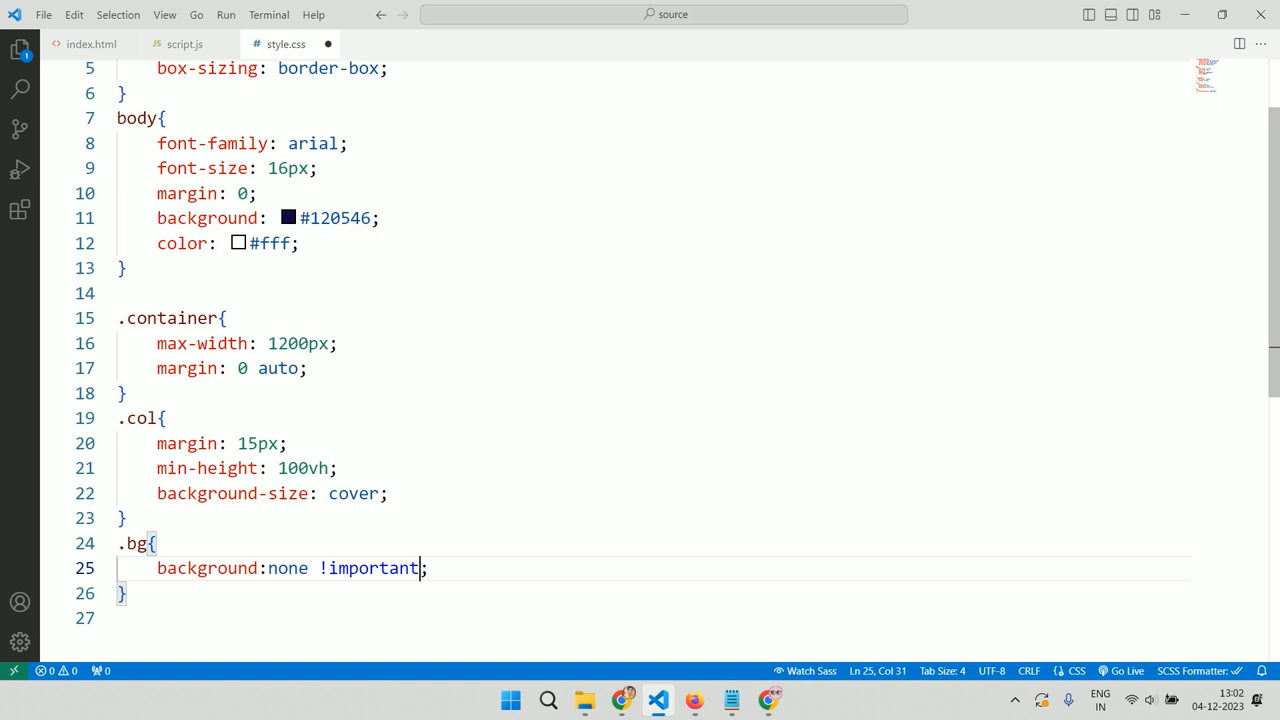 File Edit Selection View Go Run Terminal Help
source
index.html
JS script.js
# style.css
1
5 box-sizing: border-box;
6 }
7 body{
8 font-family: arial;
9 font-size: 16px;
10 margin: 0;
11 background: #120546;
12 color: #fff;
13 }
14
15 .container{
16 max-width: 1200px;
17 margin: 0 auto;
18 }
19 .col{
20 margin: 15px;
21 min-height: 100vh;
22 background-size: cover;
23 }
24 .bg{
25 background:none !important;
26 }
27
0 0 0 Watch Sass Ln 25, Col 31 Tab Size: 4 UTF-8 CRLF CSS Go Live SCSS Formatter:
ENG 13:02
IN 04-12-2023